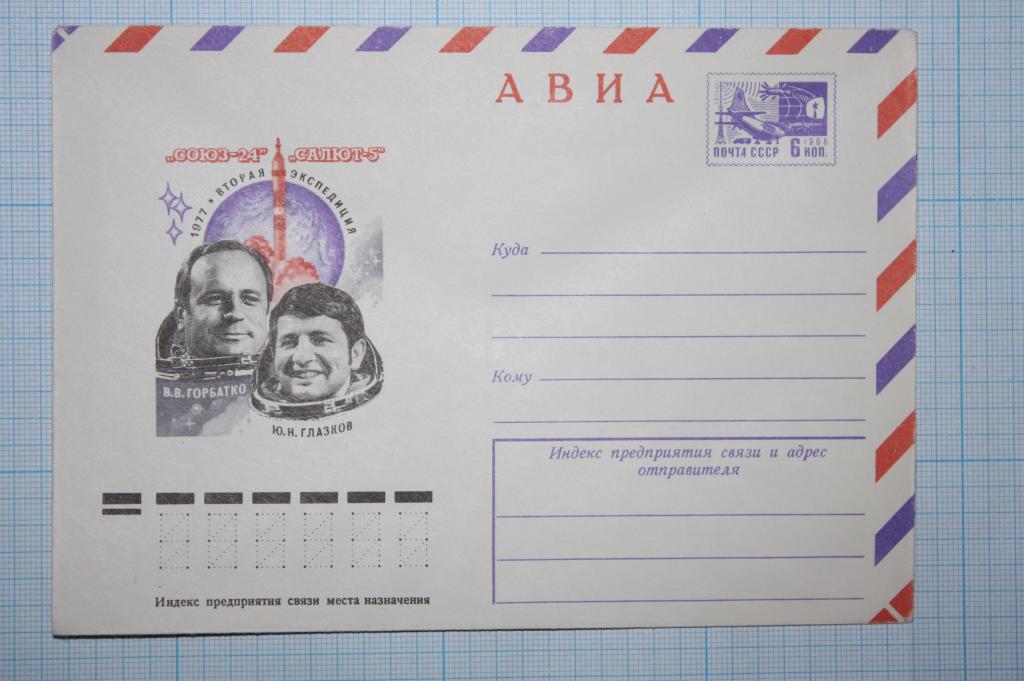 АВИА
1966
ПОЧТА СССР 6 КОП.
„СОЮЗ-24” „САЛЮТ-5”
1977 * ВТОРАЯ ЭКСПЕДИЦИЯ
В.В.ГОРБАТКО
Ю.Н.ГЛАЗКОВ
Куда
Кому
Индекс предприятия связи и адрес
отправителя
Индекс предприятия связи места назначения